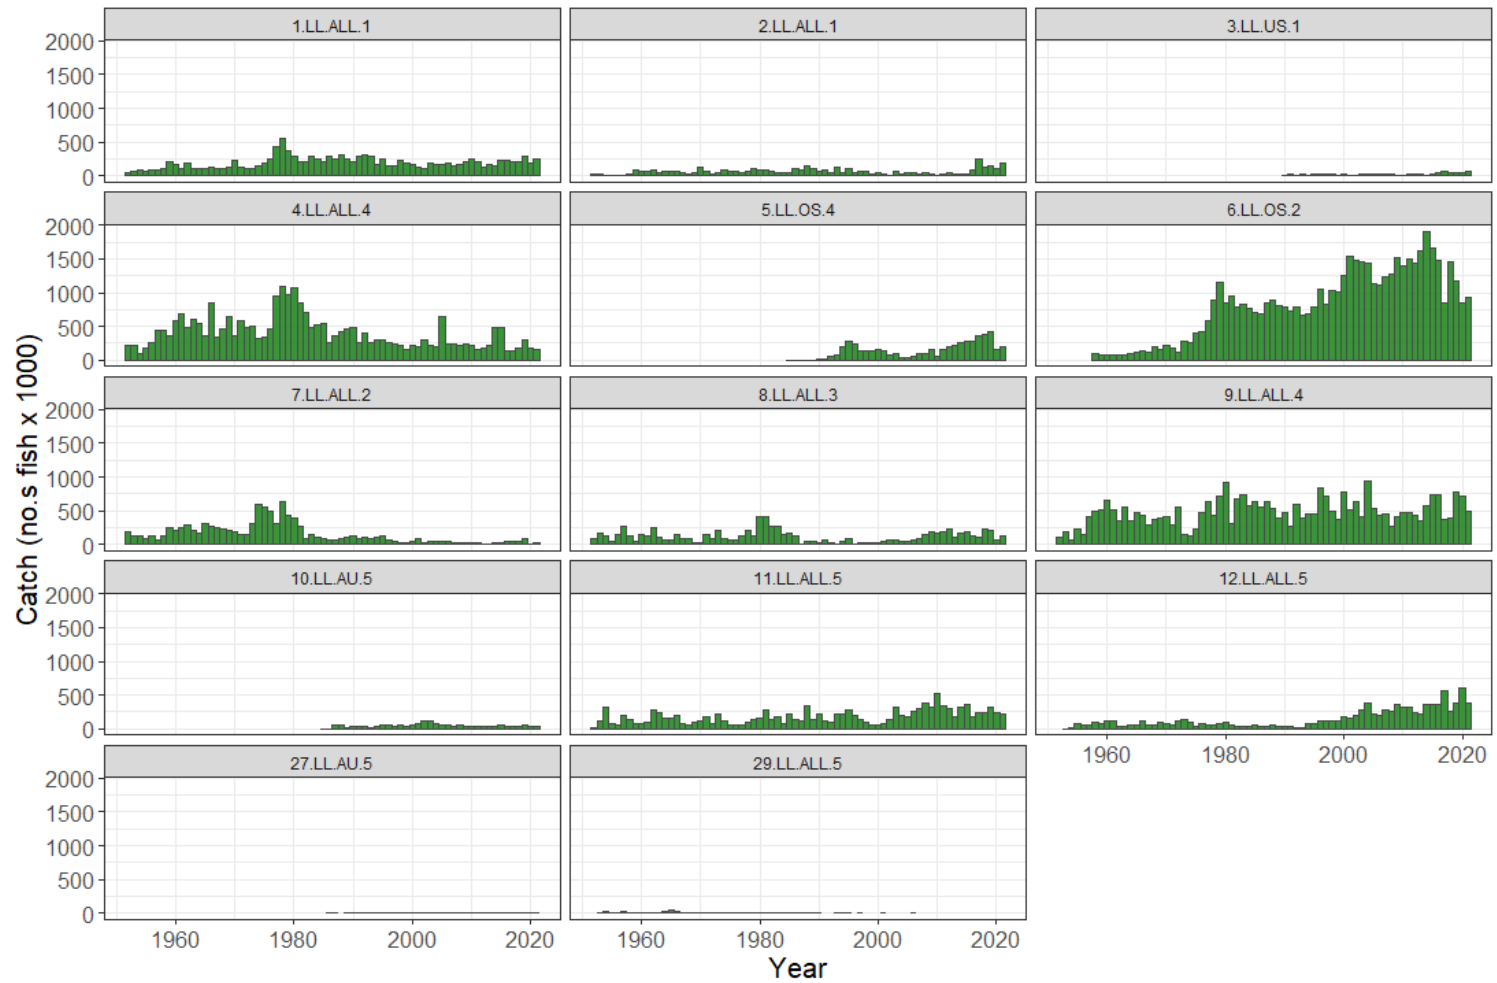 1.LL.ALL.1
2.LL.ALL.1
3.LL.US.1
2000
1500
1000
500
0
4.LL.ALL.4
5.LL.OS.4
6.LL.OS.2
2000
1500
1000
500
0
7.LL.ALL.2
8.LL.ALL.3
9.LL.ALL.4
2000
1500
1000
500
0
10.LL.AU.5
11.LL.ALL.5
12.LL.ALL.5
2000
1500
1000
500
0
1960 1980 2000 2020
27.LL.AU.5
29.LL.ALL.5
2000
1500
1000
500
0
1960 1980 2000 2020
1960 1980 2000 2020
Year
Catch (no.s fish x 1000)